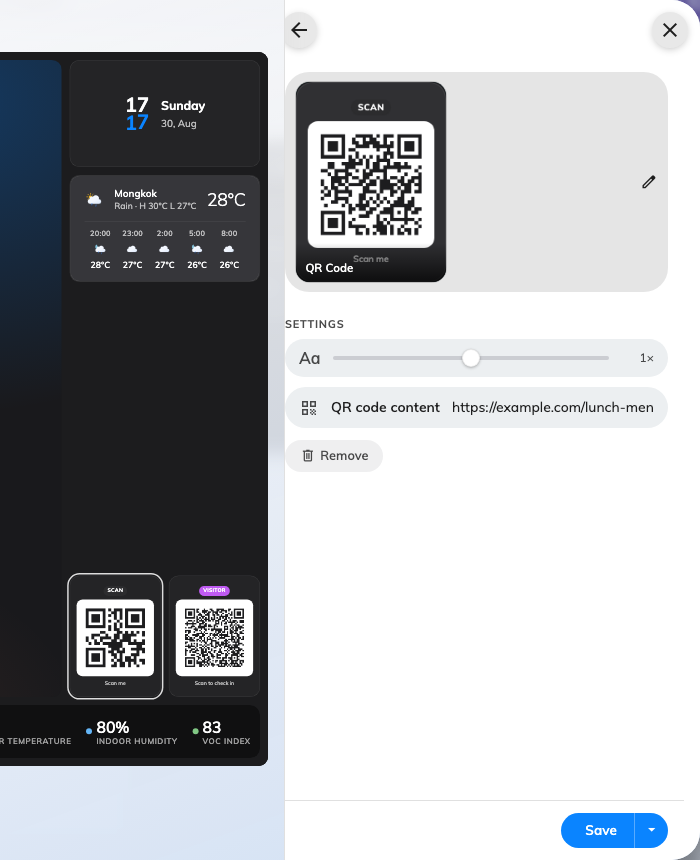 17
17
Sunday
30, Aug
Mongkok
Rain · H 30°C L 27°C
28°C
20:00 23:00 2:00 5:00 8:00
28°C 27°C 27°C 26°C 26°C
SCAN
Scan me
VISITOR
Scan to check in
R TEMPERATURE
80%
INDOOR HUMIDITY
83
VOC INDEX
SCAN
Scan me
QR Code
SETTINGS
Aa 1×
QR code content https://example.com/lunch-men
Remove
Save